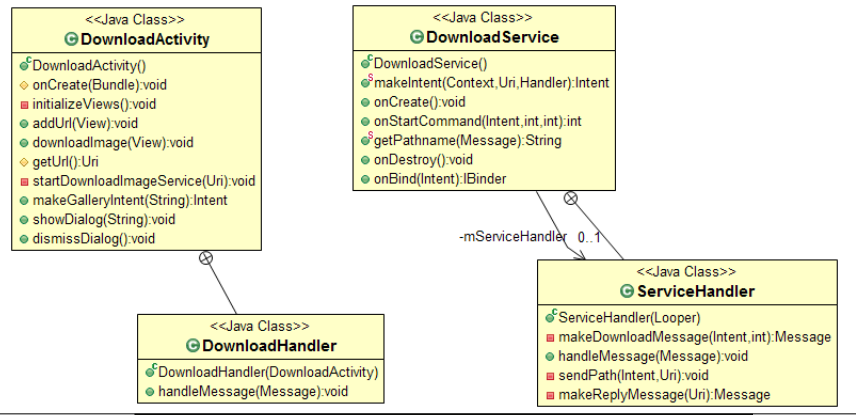 <<Java Class>>
DownloadActivity
DownloadActivity()
onCreate(Bundle):void
initializeViews():void
addUrl(View):void
downloadImage(View):void
getUrl():Uri
startDownloadImageService(Uri):void
makeGalleryIntent(String):Intent
showDialog(String):void
dismissDialog():void
<<Java Class>>
DownloadService
DownloadService()
makeIntent(Context,Uri,Handler):Intent
onCreate():void
onStartCommand(Intent,int,int):int
getPathname(Message):String
onDestroy():void
onBind(Intent):IBinder
-mServiceHandler 0..1
<<Java Class>>
DownloadHandler
DownloadHandler(DownloadActivity)
handleMessage(Message):void
<<Java Class>>
ServiceHandler
ServiceHandler(Looper)
makeDownloadMessage(Intent,int):Message
handleMessage(Message):void
sendPath(Intent,Uri):void
makeReplyMessage(Uri):Message